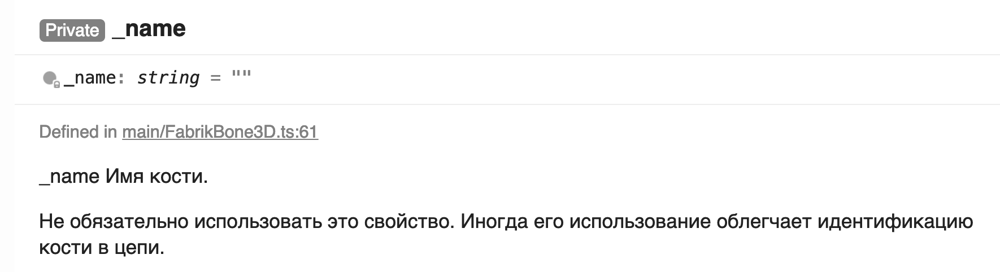 Private _name
_name: string = ""
Defined in main/FabrikBone3D.ts:61
_name Имя кости.
Не обязательно использовать это свойство. Иногда его использование облегчает идентификацию
кости в цепи.